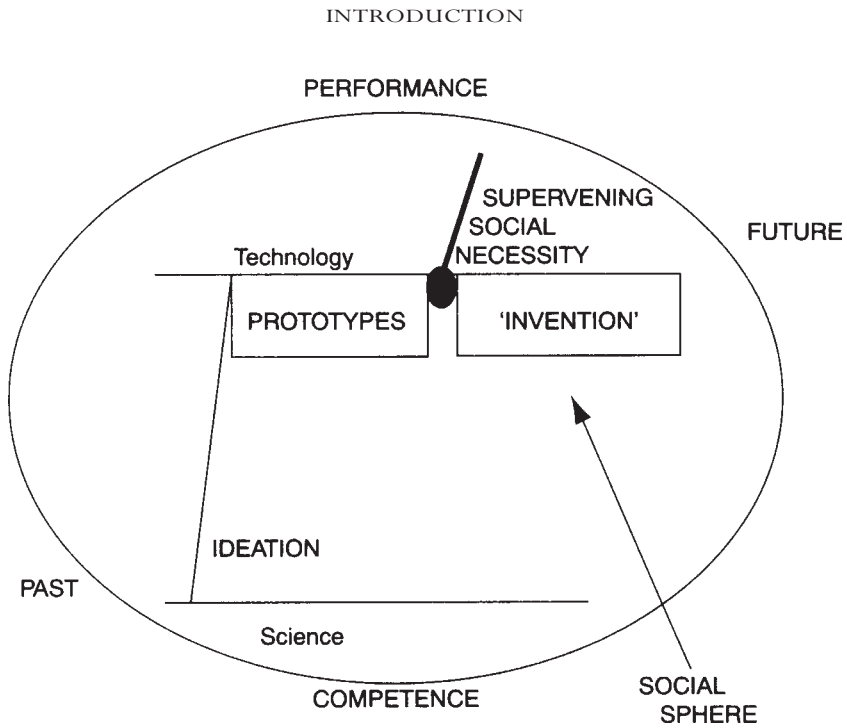 INTRODUCTION
PERFORMANCE
SUPERVENING
SOCIAL
NECESSITY
FUTURE
Technology
PROTOTYPES
‘INVENTION’
IDEATION
PAST
Science
COMPETENCE
SOCIAL
SPHERE